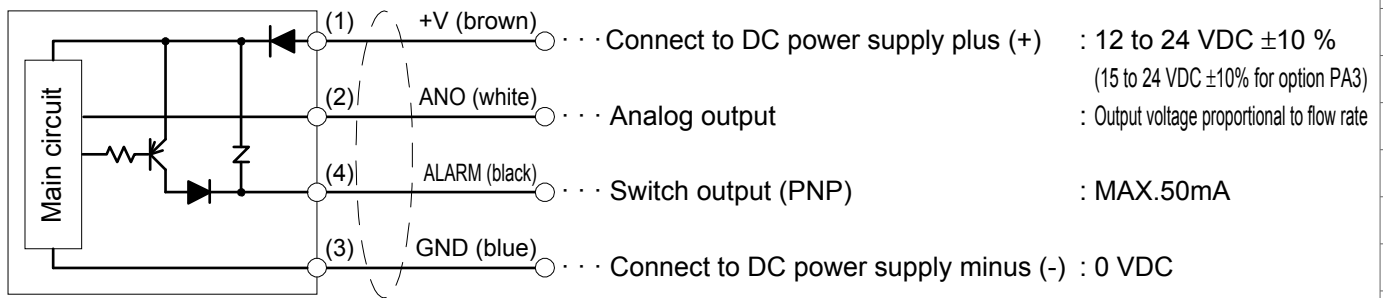 (1) +V (brown) · · · Connect to DC power supply plus (+) : 12 to 24 VDC ±10 %
(15 to 24 VDC ±10% for option PA3)
Main circuit
(2) ANO (white) · · · Analog output : Output voltage proportional to flow rate
(4) ALARM (black) · · · Switch output (PNP) : MAX.50mA
(3) GND (blue) · · · Connect to DC power supply minus (-) : 0 VDC